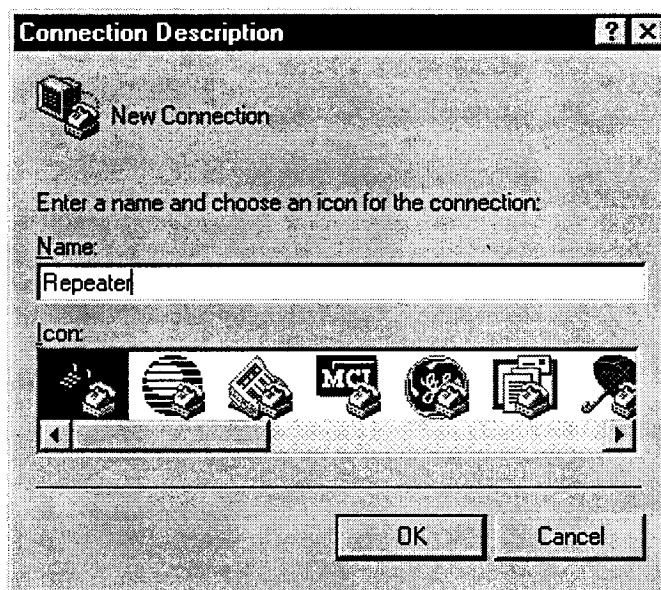 Connection Description
New Connection
Enter a name and choose an icon for the connection:
Name:
Repeater
Icon:
MCI
OK
Cancel